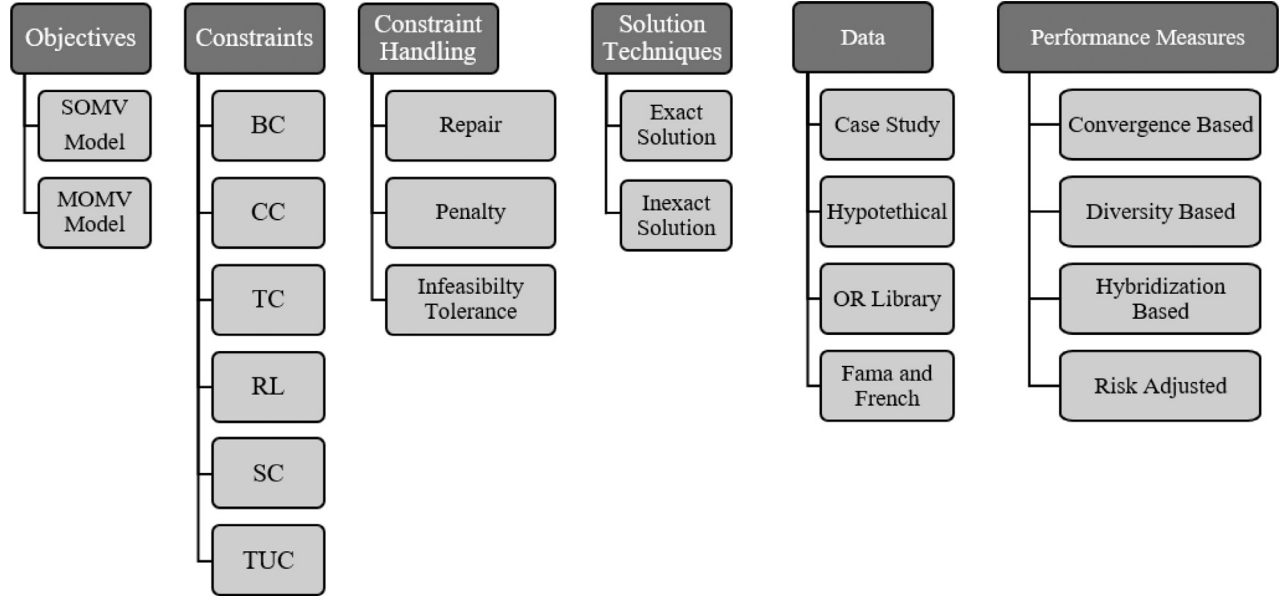 Objectives
SOMV
Model
MOMV
Model
Constraints
BC
CC
TC
RL
SC
TUC
Constraint
Handling
Repair
Penalty
Infeasibilty
Tolerance
Solution
Techniques
Exact
Solution
Inexact
Solution
Data
Case Study
Hypotethical
OR Library
Fama and
French
Performance Measures
Convergence Based
Diversity Based
Hybridization
Based
Risk Adjusted